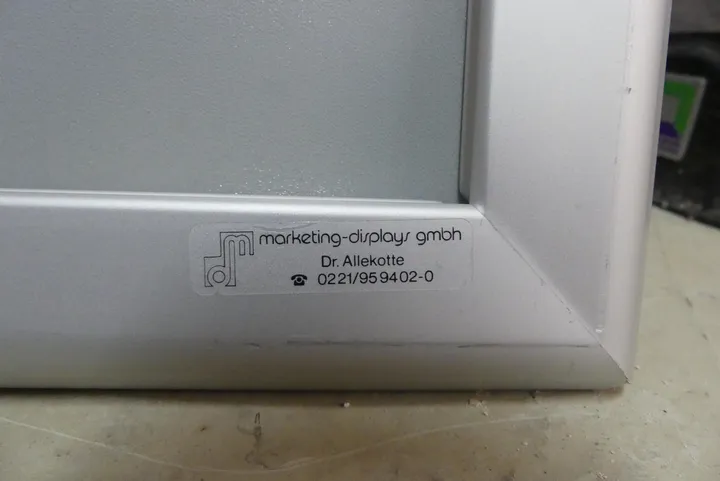 marketing-displays gmbh
Dr. Allekotte
☎ 0221/959402-0